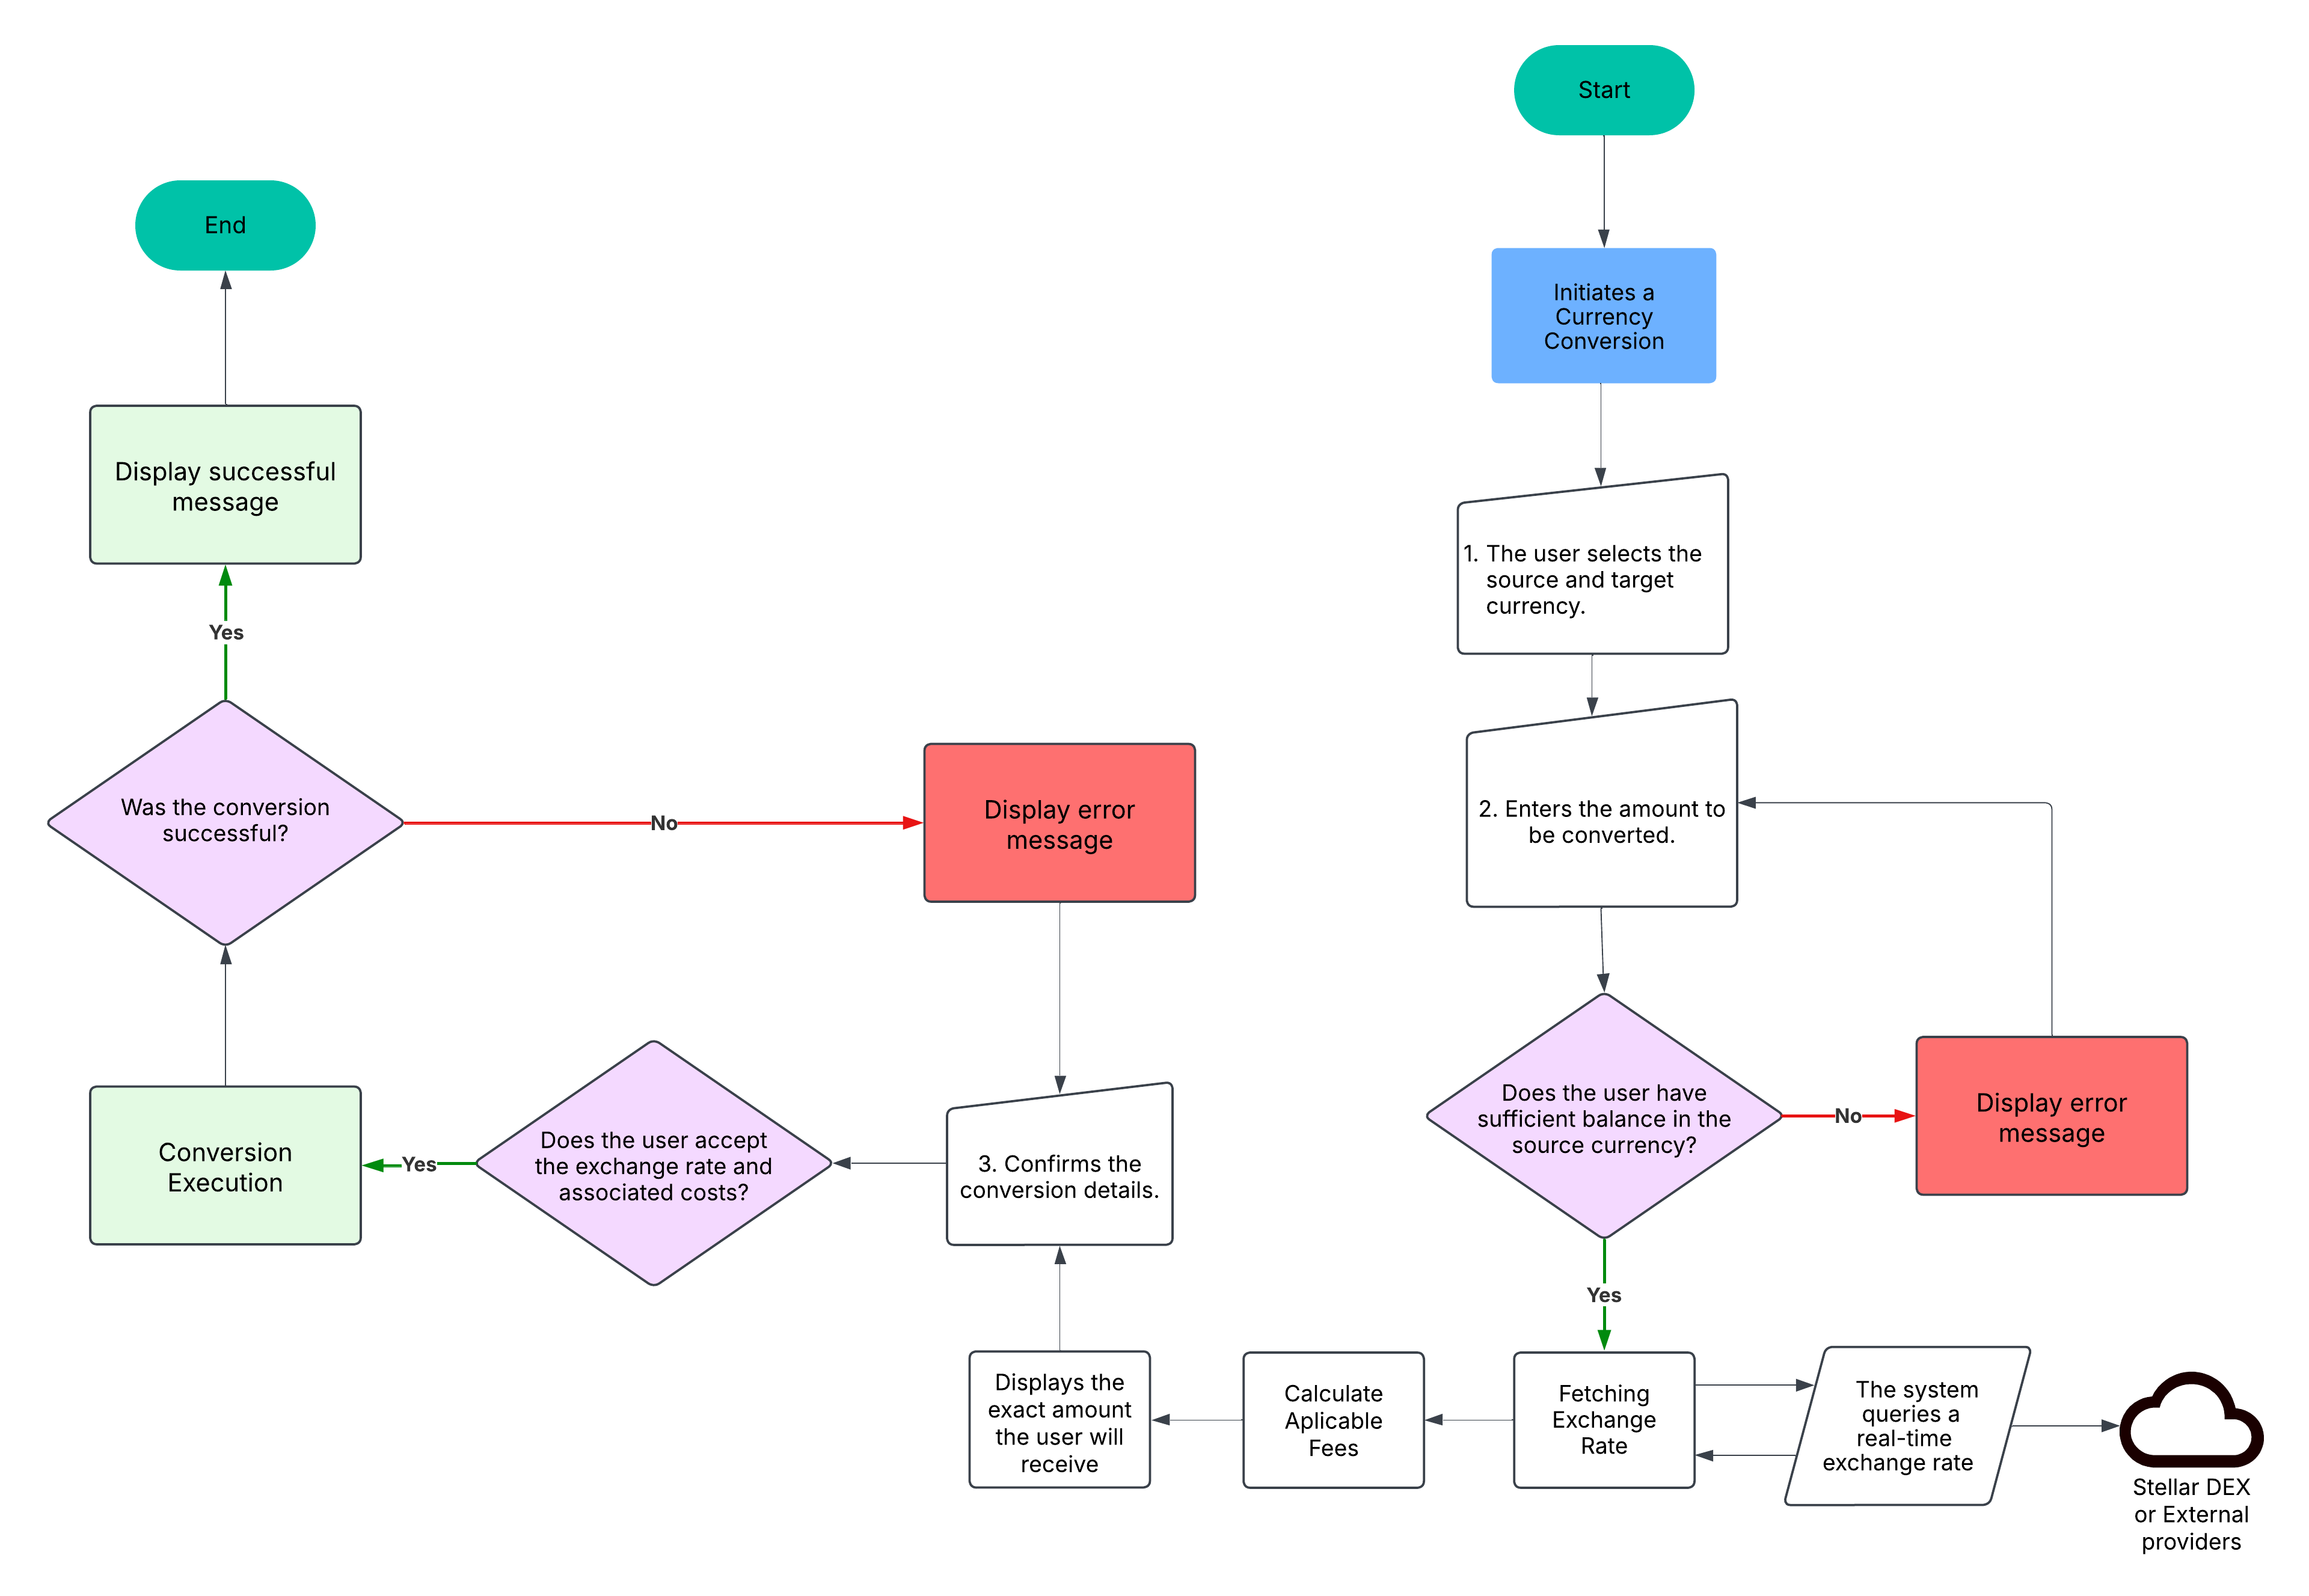 Start
Initiates a
Currency
Conversion
1. The user selects the
source and target
currency.
2. Enters the amount to
be converted.
Does the user have
sufficient balance in the
source currency?
No
Display error
message
Yes
Fetching
Exchange
Rate
The system
queries a
real-time
exchange rate
Stellar DEX
or External
providers
Calculate
Aplicable
Fees
Displays the
exact amount
the user will
receive
3. Confirms the
conversion details.
Does the user accept
the exchange rate and
associated costs?
Yes
Conversion
Execution
Was the conversion
successful?
No
Display error
message
Yes
Display successful
message
End